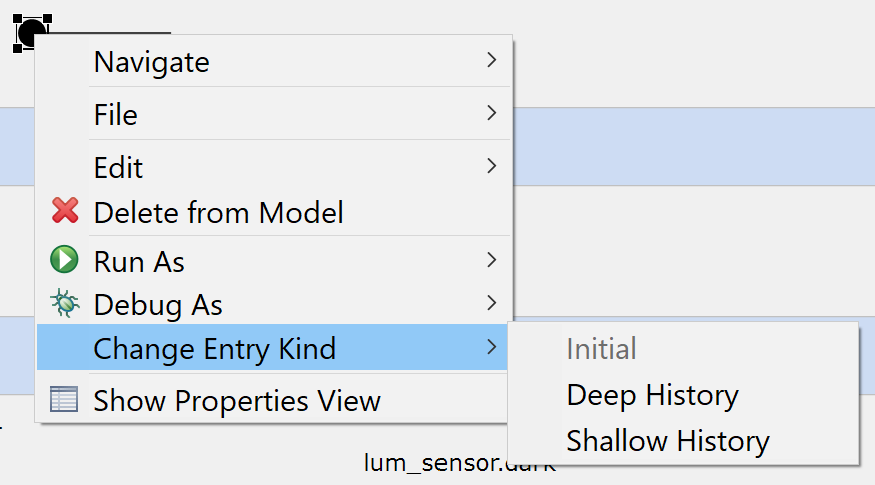 Navigate
File
Edit
Delete from Model
Run As
Debug As
Change Entry Kind
Initial
Deep History
Shallow History
Show Properties View
lum_sensor.dark